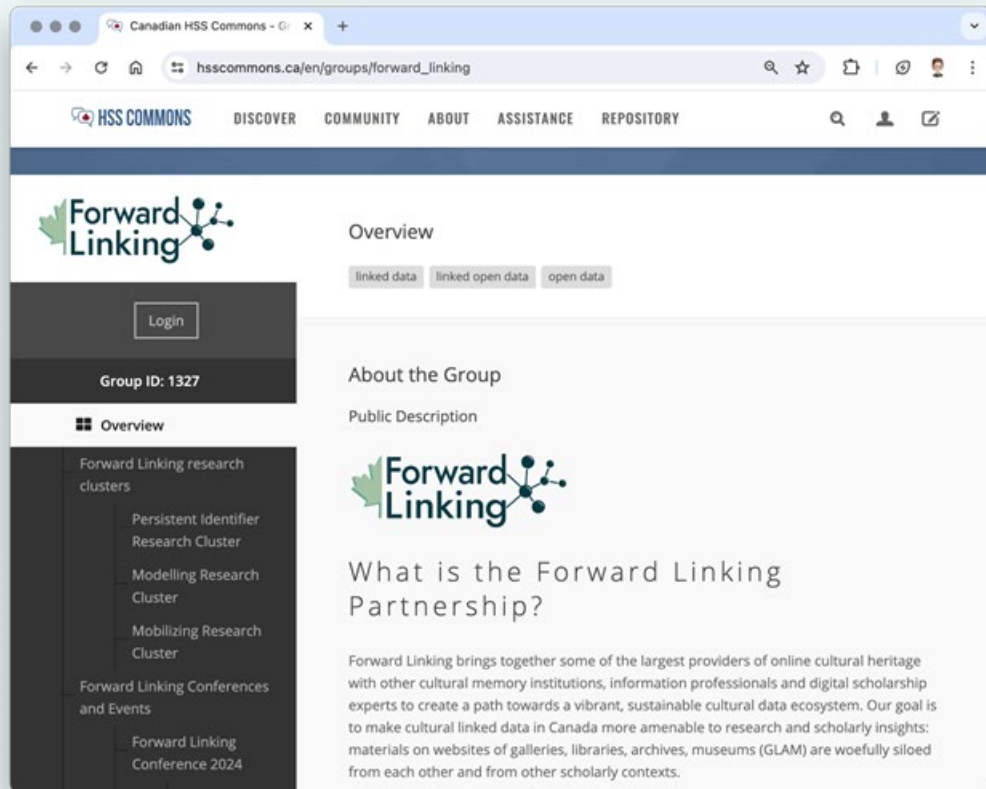 Canadian HSS Commons - Gr
hsscommons.ca/en/groups/forward_linking
HSS COMMONS DISCOVER COMMUNITY ABOUT ASSISTANCE REPOSITORY
Forward
Linking
Login
Group ID: 1327
Overview
Forward Linking research
clusters
Persistent Identifier
Research Cluster
Modelling Research
Cluster
Mobilizing Research
Cluster
Forward Linking Conferences
and Events
Forward Linking
Conference 2024
Overview
linked data linked open data open data
About the Group
Public Description
Forward
Linking
What is the Forward Linking
Partnership?
Forward Linking brings together some of the largest providers of online cultural heritage
with other cultural memory institutions, information professionals and digital scholarship
experts to create a path towards a vibrant, sustainable cultural data ecosystem. Our goal is
to make cultural linked data in Canada more amenable to research and scholarly insights:
materials on websites of galleries, libraries, archives, museums (GLAM) are woefully siloed
from each other and from other scholarly contexts.